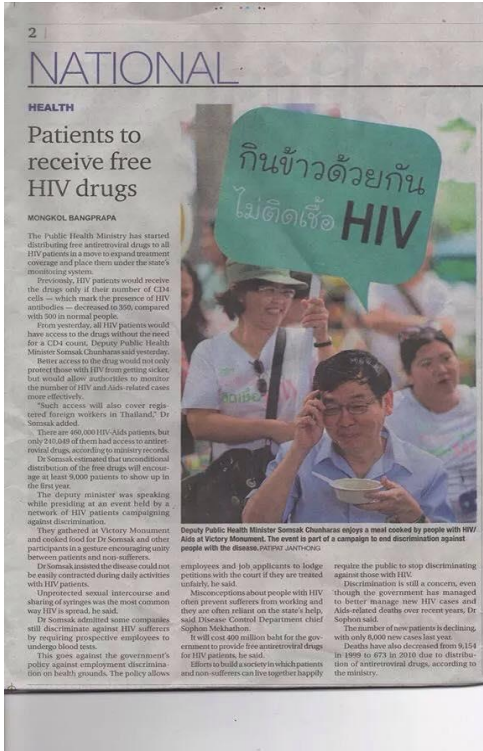 2
NATIONAL
HEALTH
Patients to
receive free
HIV drugs
MONGKOL BANGPRAPA
The Public Health Ministry has started
distributing free antiretroviral drugs to all
HIV patients in a move to expand treatment
coverage and place them under the state's
monitoring system.
Previously, HIV patients would receive
the drugs only if their number of CD4
cells — which mark the presence of HIV
antibodies — decreased to 350, compared
with 500 in normal people.
From yesterday, all HIV patients would
have access to the drugs without the need
for a CD4 count, Deputy Public Health
Minister Somsak Chunharas said yesterday.
Better access to the drug would not only
protect those with HIV from getting sicker,
but would allow authorities to monitor
the number of HIV and Aids-related cases
more effectively.
"Such access will also cover regis-
tered foreign workers in Thailand," Dr
Somsak added.
There are 460,000 HIV-Aids patients, but
only 240,049 of them had access to antiret-
roviral drugs, according to ministry records.
Dr Somsak estimated that unconditional
distribution of the free drugs will encour-
age at least 9,000 patients to show up in
the first year.
The deputy minister was speaking
while presiding at an event held by a
network of HIV patients campaigning
against discrimination.
They gathered at Victory Monument
and cooked food for Dr Somsak and other
participants in a gesture encouraging unity
between patients and non-sufferers.
Dr Somsak insisted the disease could not
be easily contracted during daily activities
with HIV patients.
Unprotected sexual intercourse and
sharing of syringes was the most common
way HIV is spread, he said.
Dr Somsak admitted some companies
still discriminate against HIV sufferers
by requiring prospective employees to
undergo blood tests.
This goes against the government's
policy against employment discrimina-
tion on health grounds. The policy allows
กินข้าวด้วยกัน
ไม่ติดเชื้อ HIV
Deputy Public Health Minister Somsak Chunharas enjoys a meal cooked by people with HIV/
Aids at Victory Monument. The event is part of a campaign to end discrimination against
people with the disease. PATIPAT JANTHONG
employees and job applicants to lodge
petitions with the court if they are treated
unfairly, he said.
Misconceptions about people with HIV
often prevent sufferers from working and
they are often reliant on the state's help,
said Disease Control Department chief
Sophon Mekhathon.
It will cost 400 million baht for the gov-
ernment to provide free antiretroviral drugs
for HIV patients, he said.
Efforts to build a society in which patients
and non-sufferers can live together happily
require the public to stop discriminating
against those with HIV.
Discrimination is still a concern, even
though the government has managed
to better manage new HIV cases and
Aids-related deaths over recent years, Dr
Sophon said.
The number of new patients is declining,
with only 8,000 new cases last year.
Deaths have also decreased from 9,154
in 1999 to 673 in 2010 due to distribu-
tion of antiretroviral drugs, according to
the ministry.